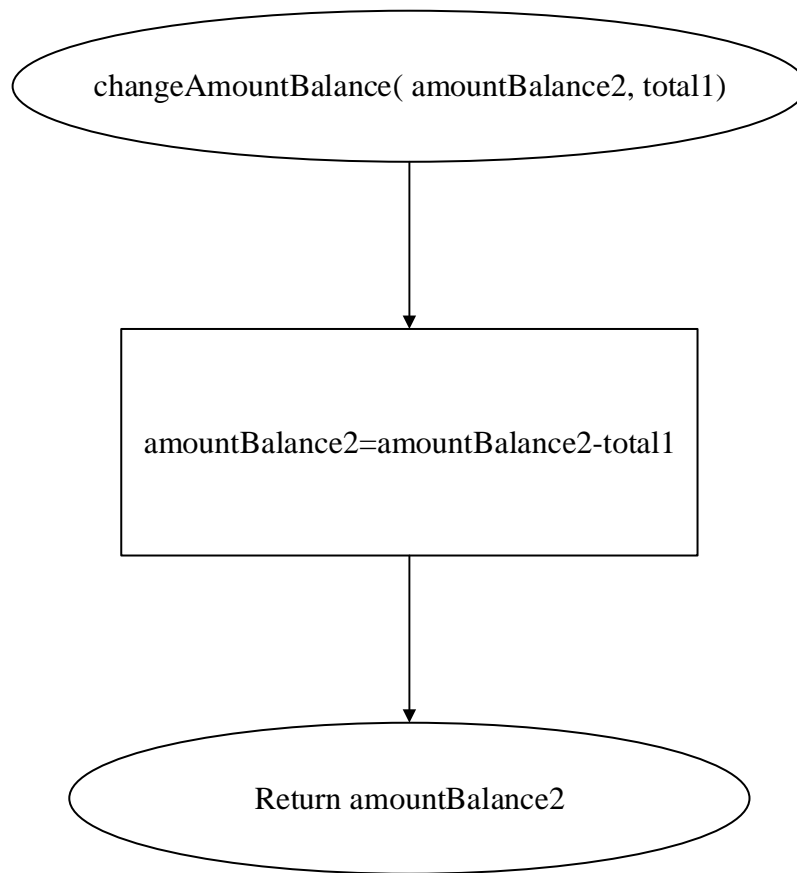 changeAmountBalance( amountBalance2, total1)
amountBalance2=amountBalance2-total1
Return amountBalance2